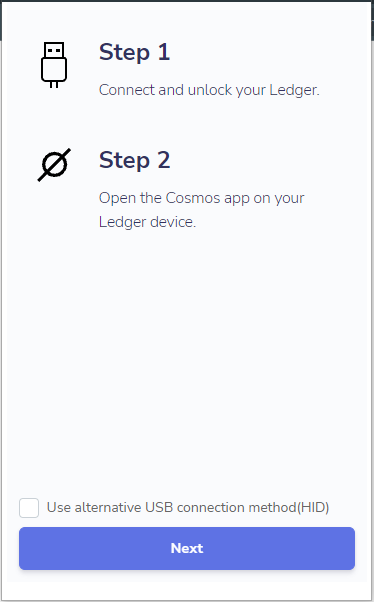 Step 1
Connect and unlock your Ledger.
Step 2
Open the Cosmos app on your
Ledger device.
Use alternative USB connection method(HID)
Next